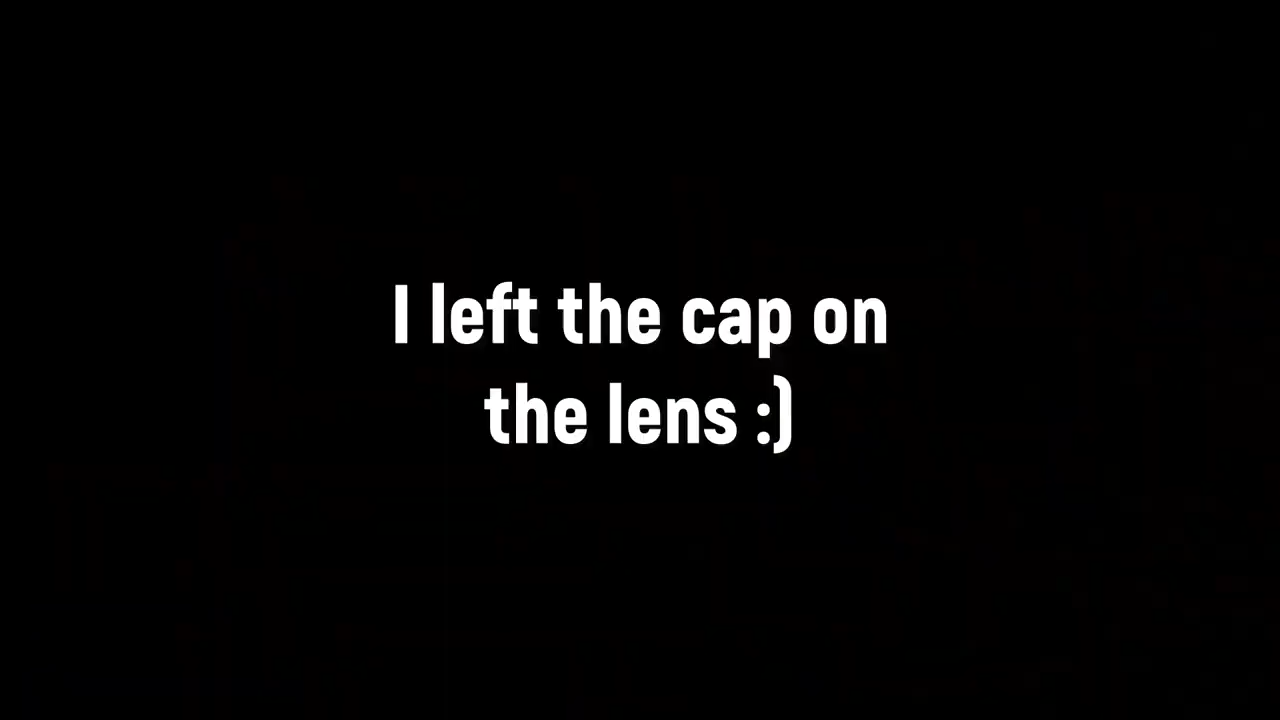 I left the cap on
the lens :)